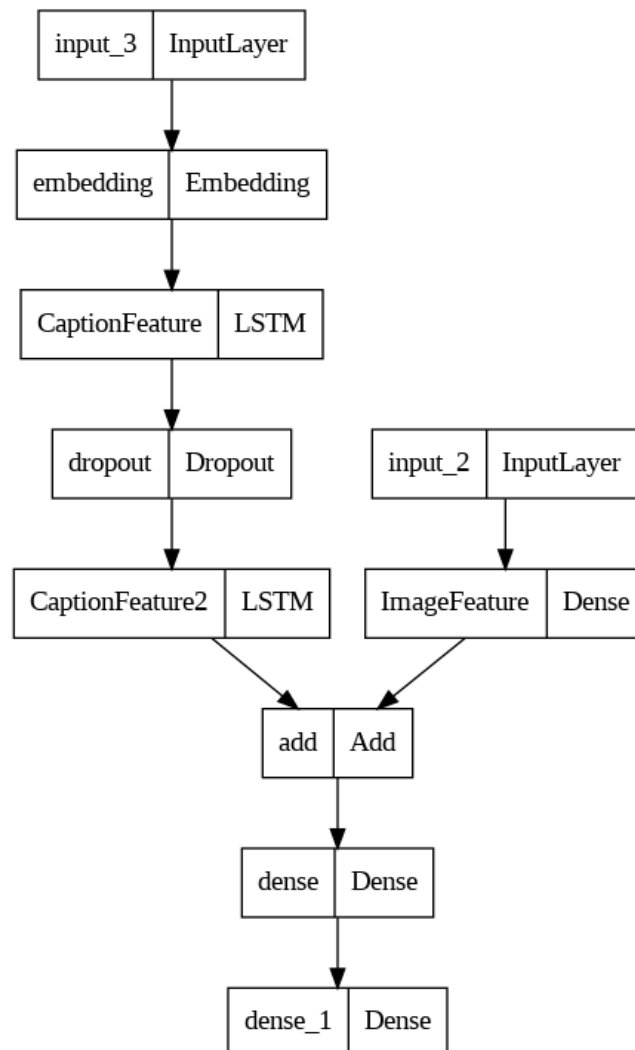 input_3 InputLayer
embedding Embedding
CaptionFeature LSTM
dropout Dropout
input_2 InputLayer
CaptionFeature2 LSTM
ImageFeature Dense
add Add
dense Dense
dense_1 Dense